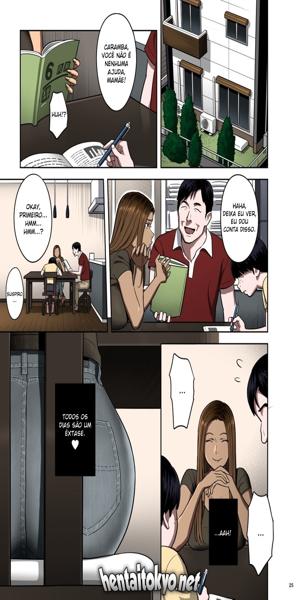 CARAMBA,
VOCÊ NÃO É
NENHUMA
AJUDA,
MAMÃE!
6
HUH!?
HAHA,
DEIXA EU VER,
EU DOU
CONTA DISSO.
OKAY,
PRIMEIRO...
HMM...
HMM...?
SUSPIRO...
...
TODOS OS
DIAS SÃO UM
ÊXTASE.
♥
...
...AAH!
25
hentaitokyo.net